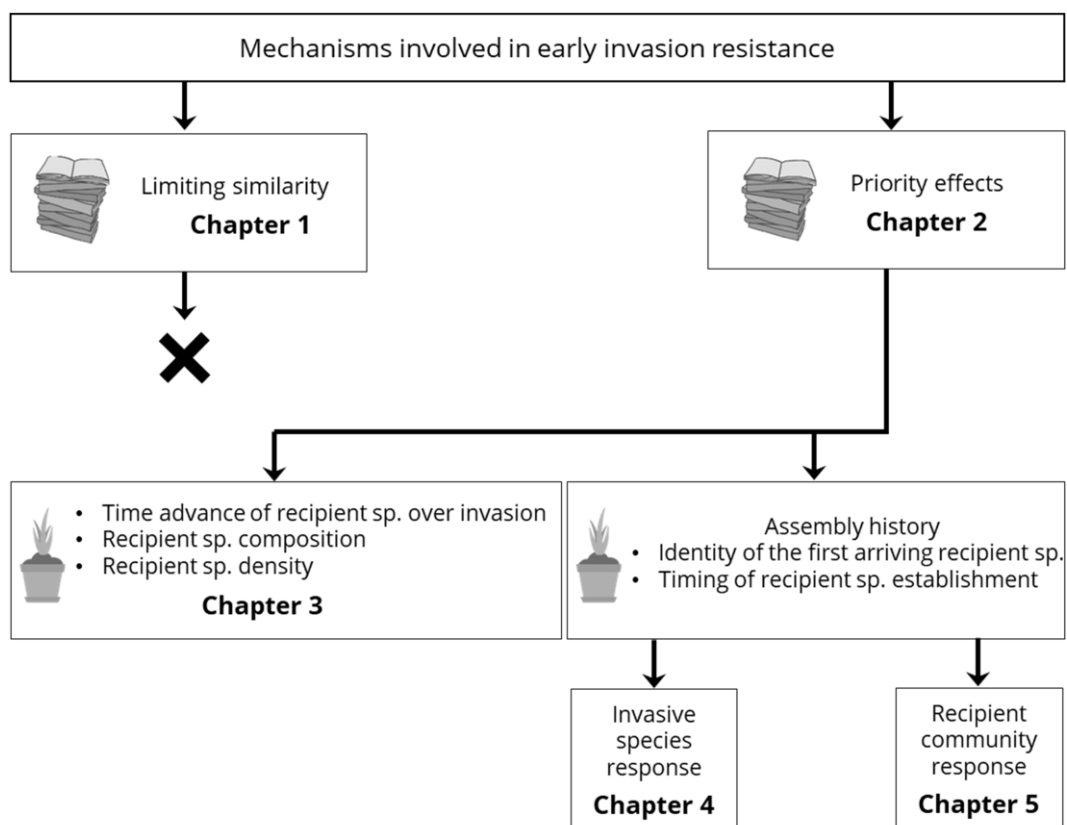 Mechanisms involved in early invasion resistance
Limiting similarity
Chapter 1
Priority effects
Chapter 2
• Time advance of recipient sp. over invasion
• Recipient sp. composition
• Recipient sp. density
Chapter 3
Assembly history
• Identity of the first arriving recipient sp.
• Timing of recipient sp. establishment
Invasive
species
response
Chapter 4
Recipient
community
response
Chapter 5